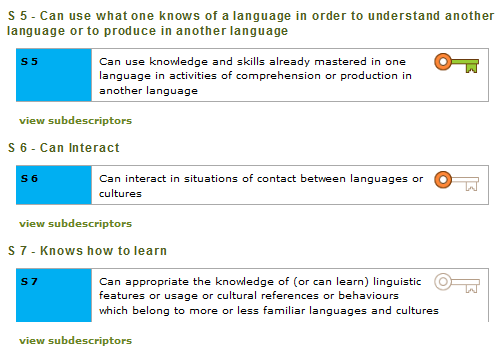 S 5 - Can use what one knows of a language in order to understand another
language or to produce in another language
S 5
Can use knowledge and skills already mastered in one
language in activities of comprehension or production in
another language
view subdescriptors
S 6 - Can Interact
S 6
Can interact in situations of contact between languages or
cultures
view subdescriptors
S 7 - Knows how to learn
S 7
Can appropriate the knowledge of (or can learn) linguistic
features or usage or cultural references or behaviours
which belong to more or less familiar languages and cultures
view subdescriptors